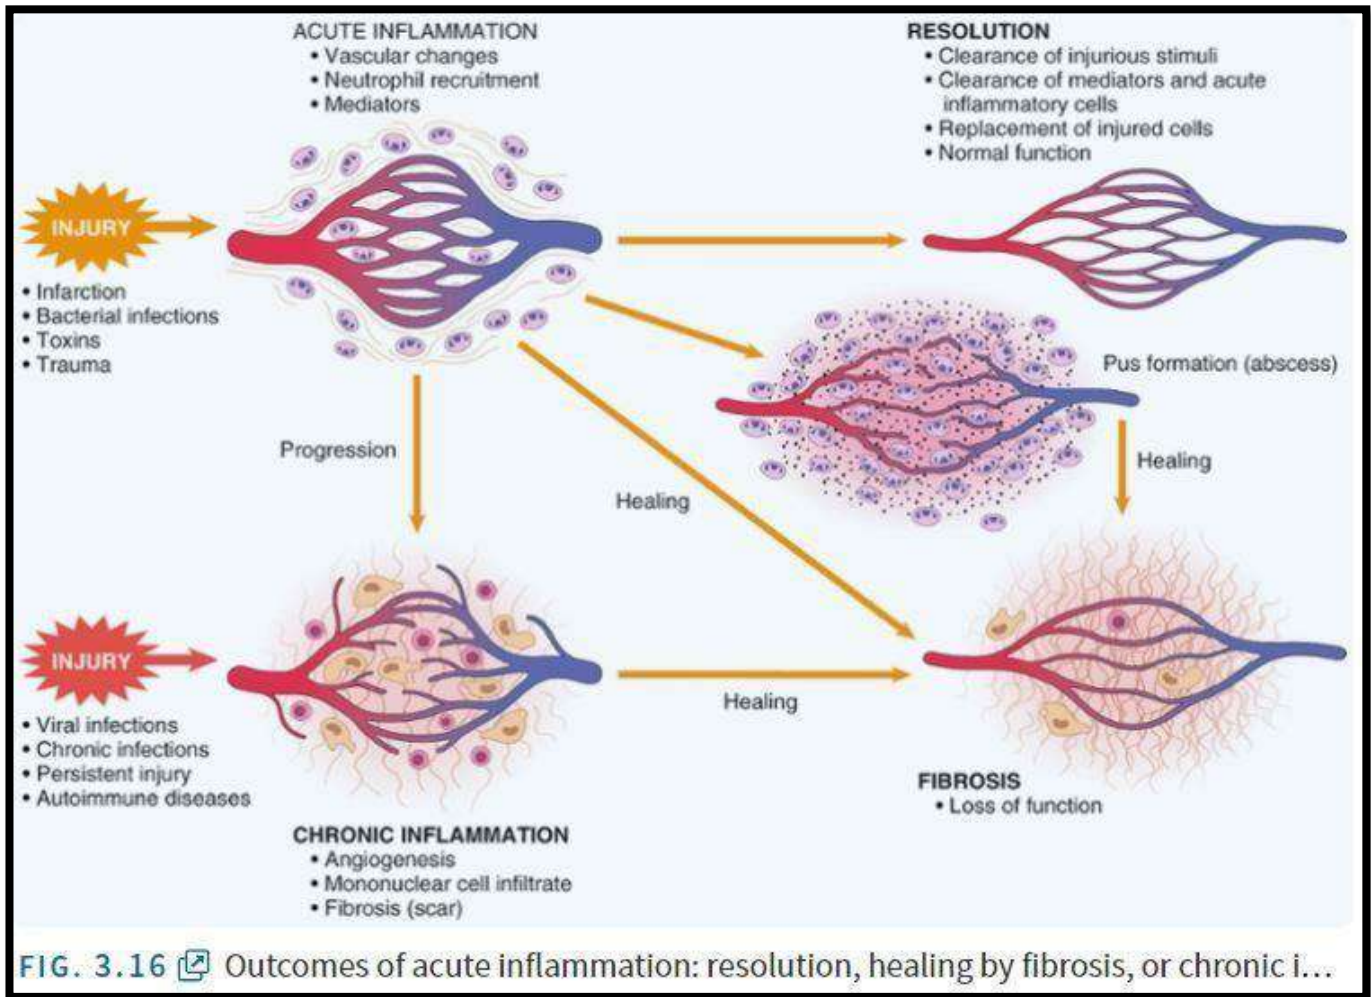 ACUTE INFLAMMATION
• Vascular changes
• Neutrophil recruitment
• Mediators
RESOLUTION
• Clearance of injurious stimuli
• Clearance of mediators and acute
inflammatory cells
• Replacement of injured cells
• Normal function
INJURY
• Infarction
• Bacterial infections
• Toxins
• Trauma
Pus formation (abscess)
Progression
Healing
Healing
INJURY
• Viral infections
• Chronic infections
• Persistent injury
• Autoimmune diseases
Healing
CHRONIC INFLAMMATION
• Angiogenesis
• Mononuclear cell infiltrate
• Fibrosis (scar)
FIBROSIS
• Loss of function
FIG. 3.16 Outcomes of acute inflammation: resolution, healing by fibrosis, or chronic i...